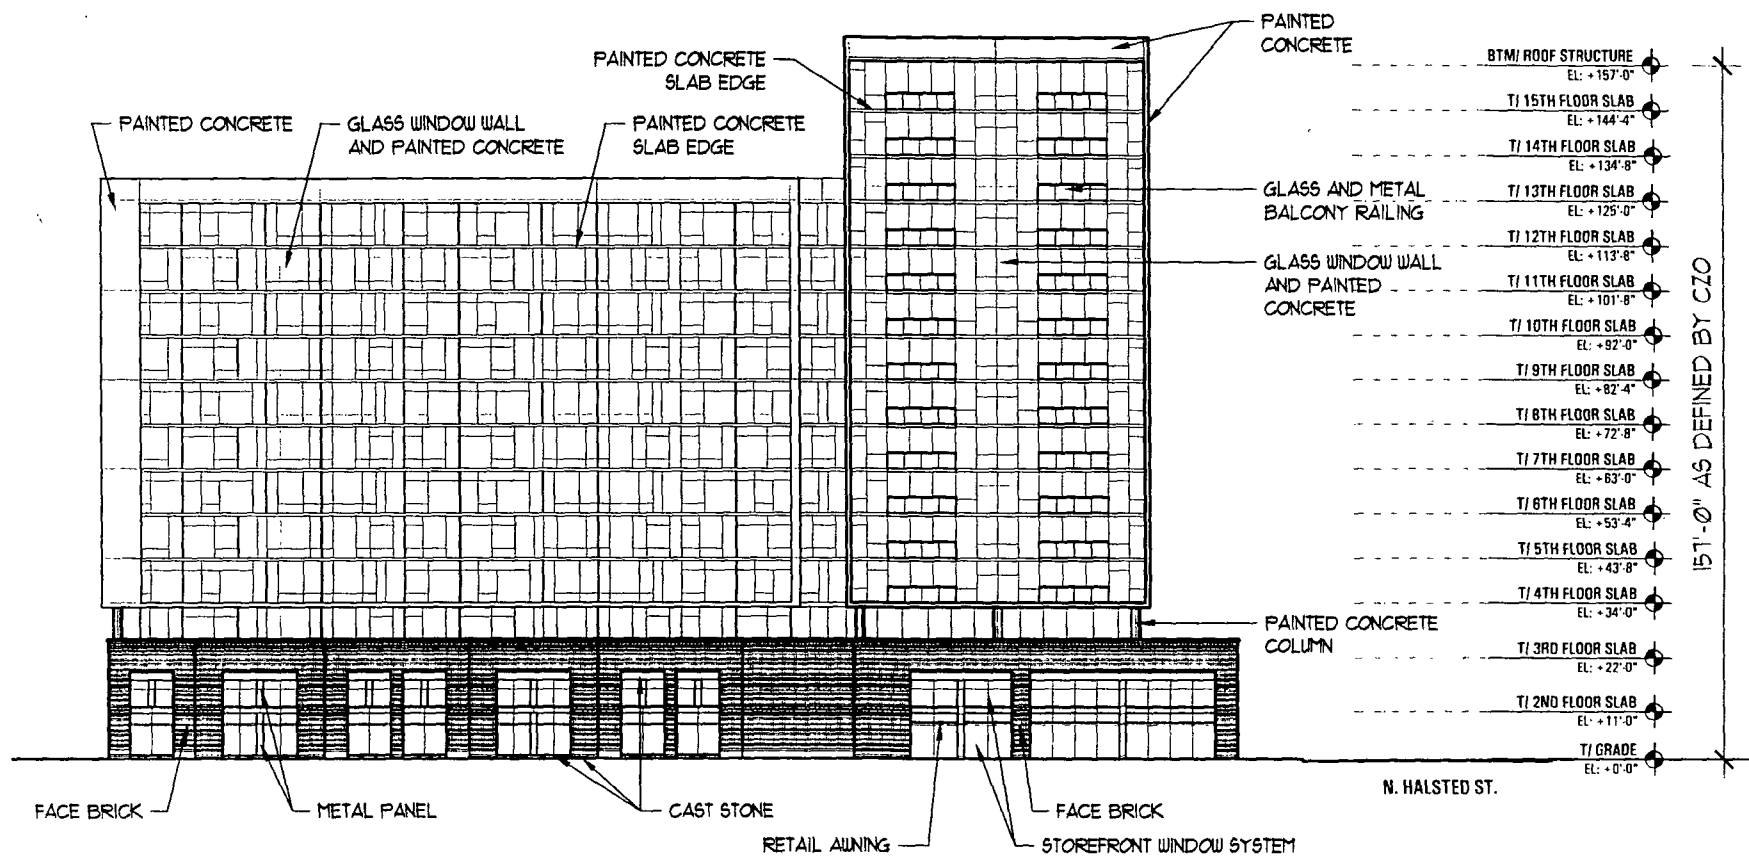 PAINTED
CONCRETE
PAINTED CONCRETE
SLAB EDGE
PAINTED CONCRETE
GLASS WINDOW WALL
AND PAINTED CONCRETE
PAINTED CONCRETE
SLAB EDGE
GLASS AND METAL
BALCONY RAILING
GLASS WINDOW WALL
AND PAINTED
CONCRETE
PAINTED CONCRETE
COLUMN
BTM/ ROOF STRUCTURE
EL: +157'-0"
T/ 15TH FLOOR SLAB
EL: +144'-4"
T/ 14TH FLOOR SLAB
EL: +134'-8"
T/ 13TH FLOOR SLAB
EL: +125'-0"
T/ 12TH FLOOR SLAB
EL: +113'-8"
T/ 11TH FLOOR SLAB
EL: +101'-8"
T/ 10TH FLOOR SLAB
EL: +92'-0"
T/ 9TH FLOOR SLAB
EL: +82'-4"
T/ 8TH FLOOR SLAB
EL: +72'-8"
T/ 7TH FLOOR SLAB
EL: +63'-0"
T/ 6TH FLOOR SLAB
EL: +53'-4"
T/ 5TH FLOOR SLAB
EL: +43'-8"
T/ 4TH FLOOR SLAB
EL: +34'-0"
T/ 3RD FLOOR SLAB
EL: +22'-0"
T/ 2ND FLOOR SLAB
EL: +11'-0"
T/ GRADE
EL: +0'-0"
157'-0" AS DEFINED BY CZO
N. HALSTED ST.
FACE BRICK
METAL PANEL
CAST STONE
FACE BRICK
RETAIL AWNING
STOREFRONT WINDOW SYSTEM